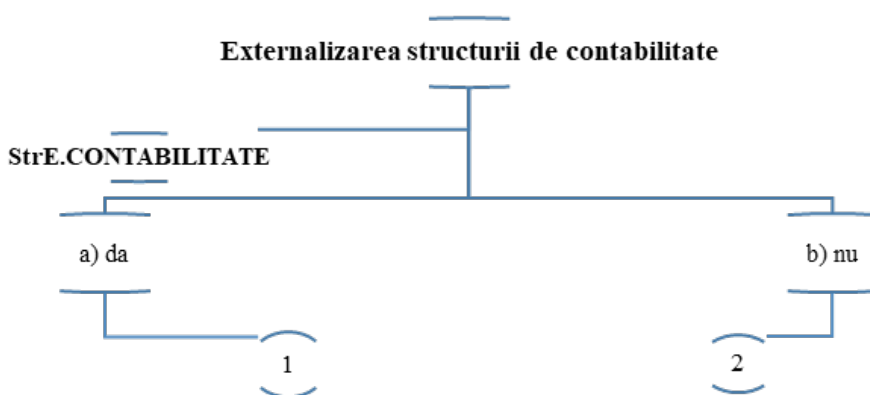 Externalizarea structurii de contabilitate
StrE.CONTABILITATE
a) da
b) nu
1
2